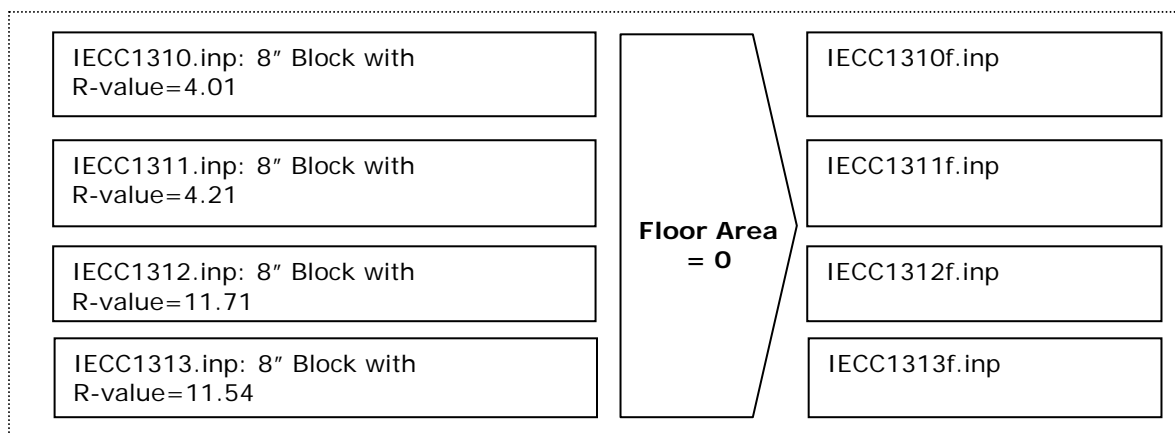 IECC1310.inp: 8″ Block with
R-value=4.01
IECC1311.inp: 8″ Block with
R-value=4.21
IECC1312.inp: 8″ Block with
R-value=11.71
IECC1313.inp: 8″ Block with
R-value=11.54
Floor Area
= 0
IECC1310f.inp
IECC1311f.inp
IECC1312f.inp
IECC1313f.inp